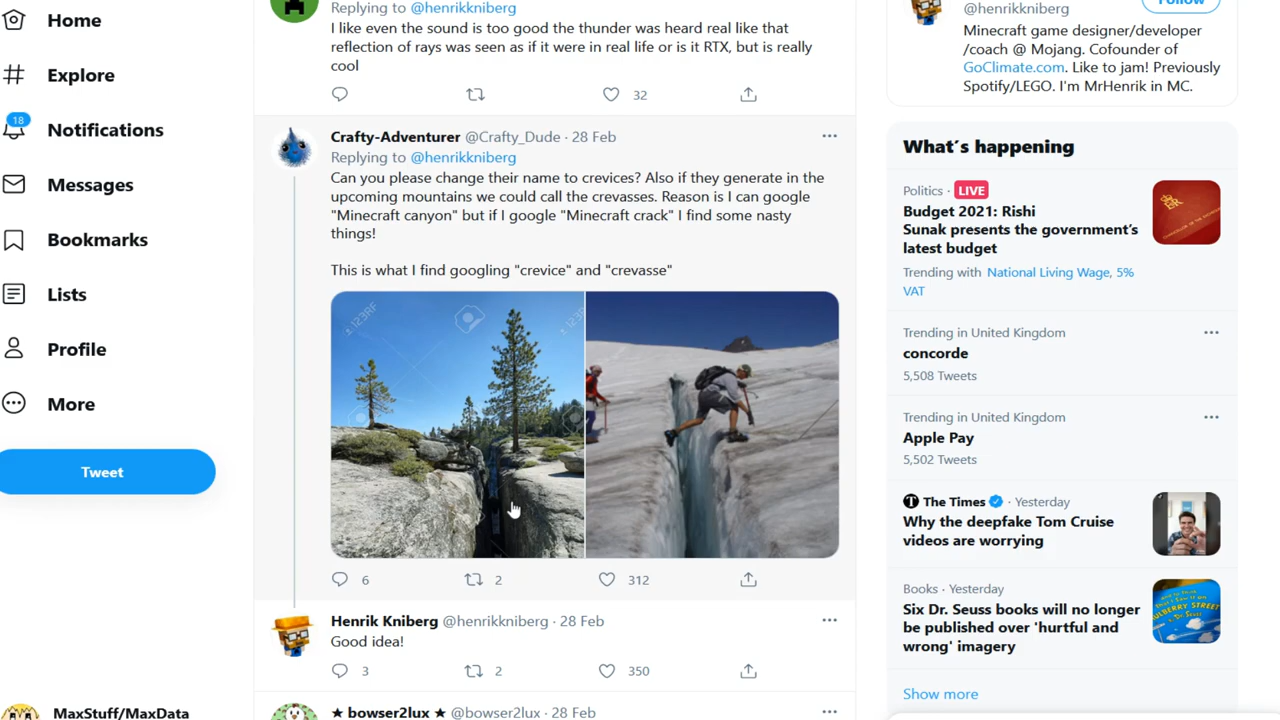 Home
Explore
18
Notifications
Messages
Bookmarks
Lists
Profile
More
Tweet
MaxStuff/MaxData
Replying to @henrikkniberg
I like even the sound is too good the thunder was heard real like that
reflection of rays was seen as if it were in real life or is it RTX, but is really
cool
32
Crafty-Adventurer @Crafty_Dude · 28 Feb
Replying to @henrikkniberg
Can you please change their name to crevices? Also if they generate in the
upcoming mountains we could call the crevasses. Reason is I can google
"Minecraft canyon" but if I google "Minecraft crack" I find some nasty
things!
This is what I find googling "crevice" and "crevasse"
123RF
6 2 312
Henrik Kniberg @henrikkniberg · 28 Feb
Good idea!
3 2 350
★ bowser2lux ★ @bowser2lux · 28 Feb
@henrikkniberg
Follow
Minecraft game designer/developer
/coach @ Mojang. Cofounder of
GoClimate.com. Like to jam! Previously
Spotify/LEGO. I'm MrHenrik in MC.
What's happening
Politics · LIVE
Budget 2021: Rishi
Sunak presents the government's
latest budget
Trending with National Living Wage, 5%
VAT
Trending in United Kingdom
concorde
5,508 Tweets
Trending in United Kingdom
Apple Pay
5,502 Tweets
The Times · Yesterday
Why the deepfake Tom Cruise
videos are worrying
Books · Yesterday
Six Dr. Seuss books will no longer
be published over 'hurtful and
wrong' imagery
Show more